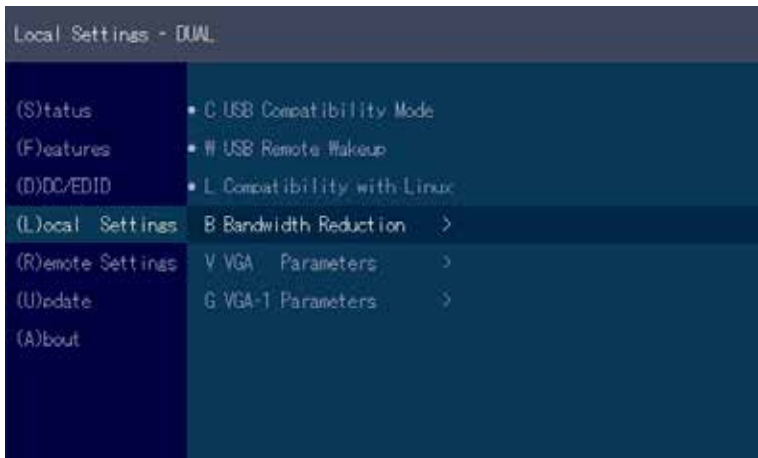 Local Settings - DUAL
(S)tatus
(F)eatures
(D)DC/EDID
(L)ocal Settings
(R)emote Settings
(U)pdate
(A)bout
• C USB Compatibility Mode
• W USB Remote Wakeup
• L Compatibility with Linux
B Bandwidth Reduction >
V VGA Parameters >
G VGA-1 Parameters >